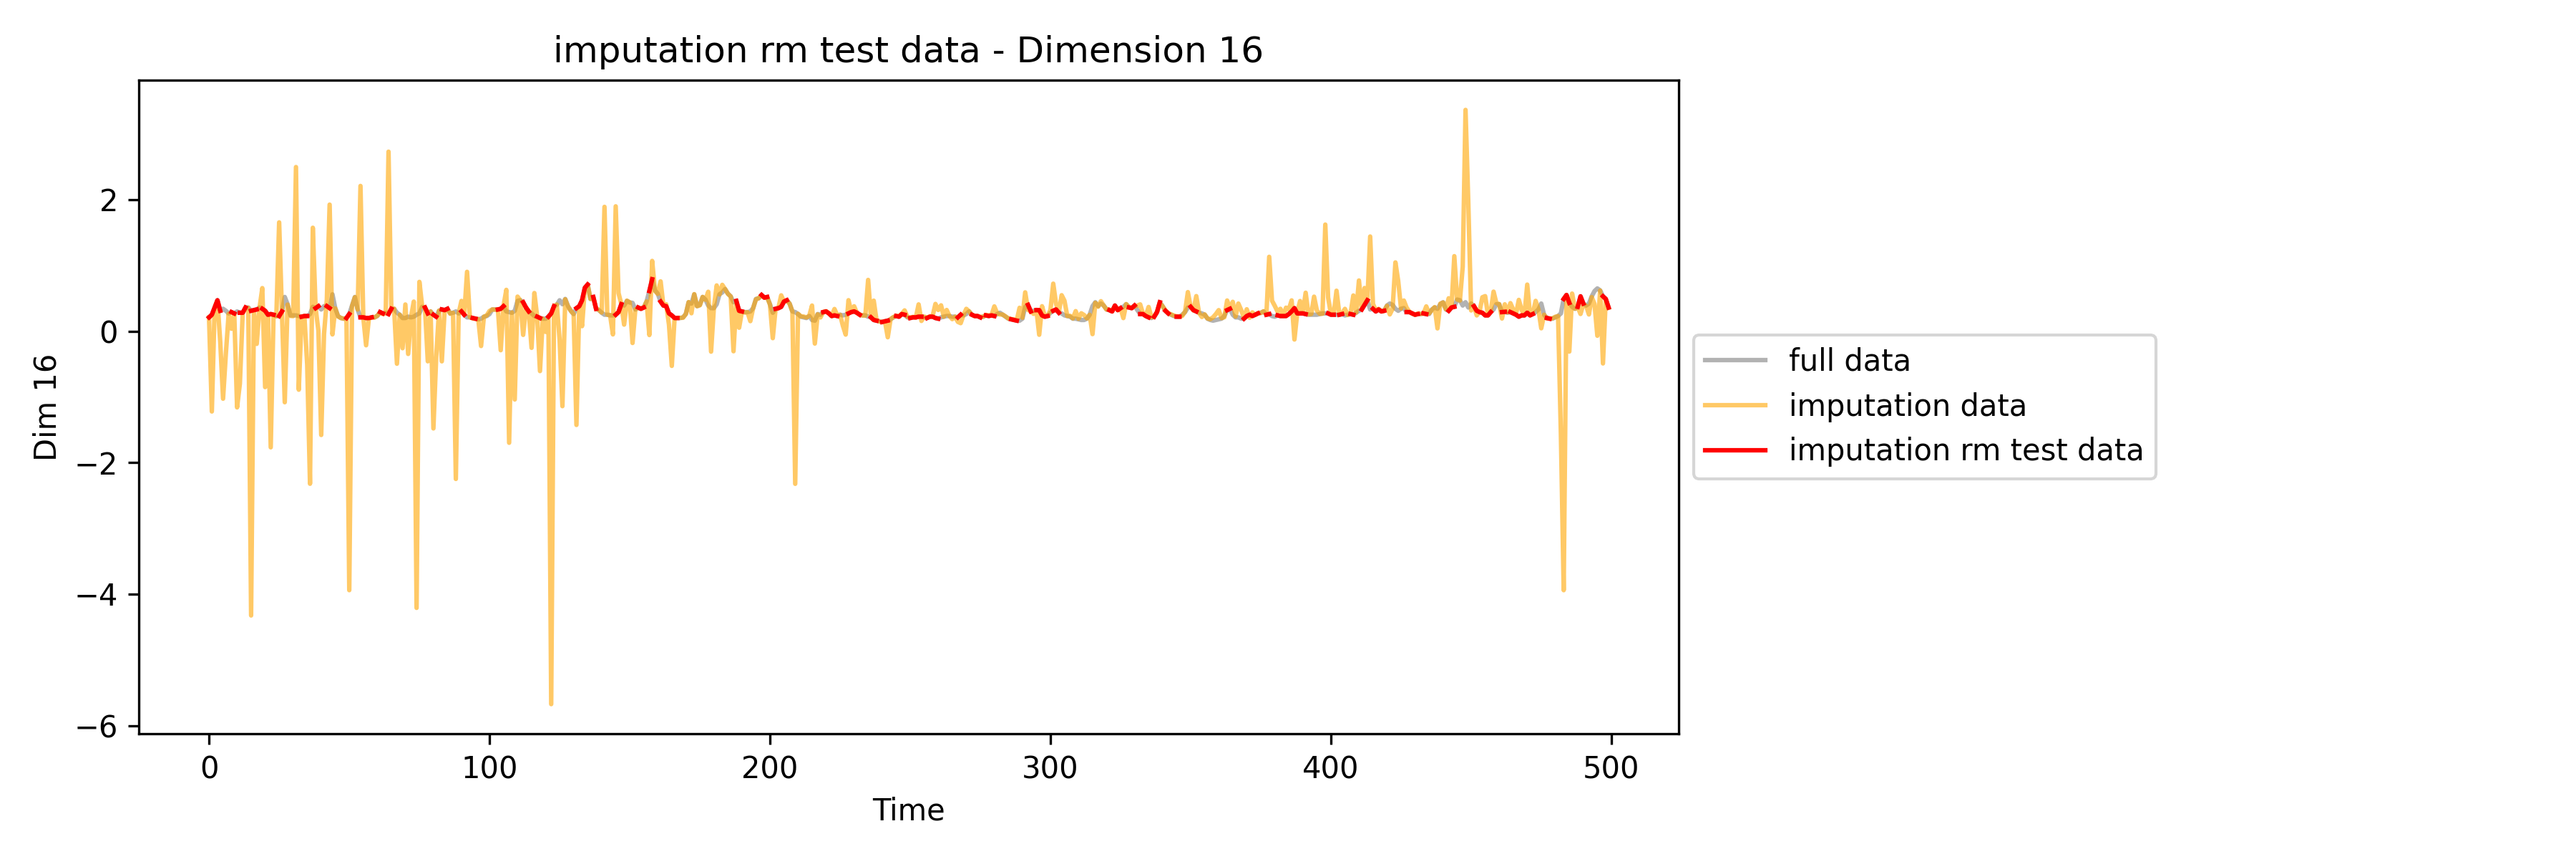 imputation rm test data - Dimension 16
Dim 16
2
0
−2
−4
−6
0 100 200 300 400 500
Time
full data
imputation data
imputation rm test data